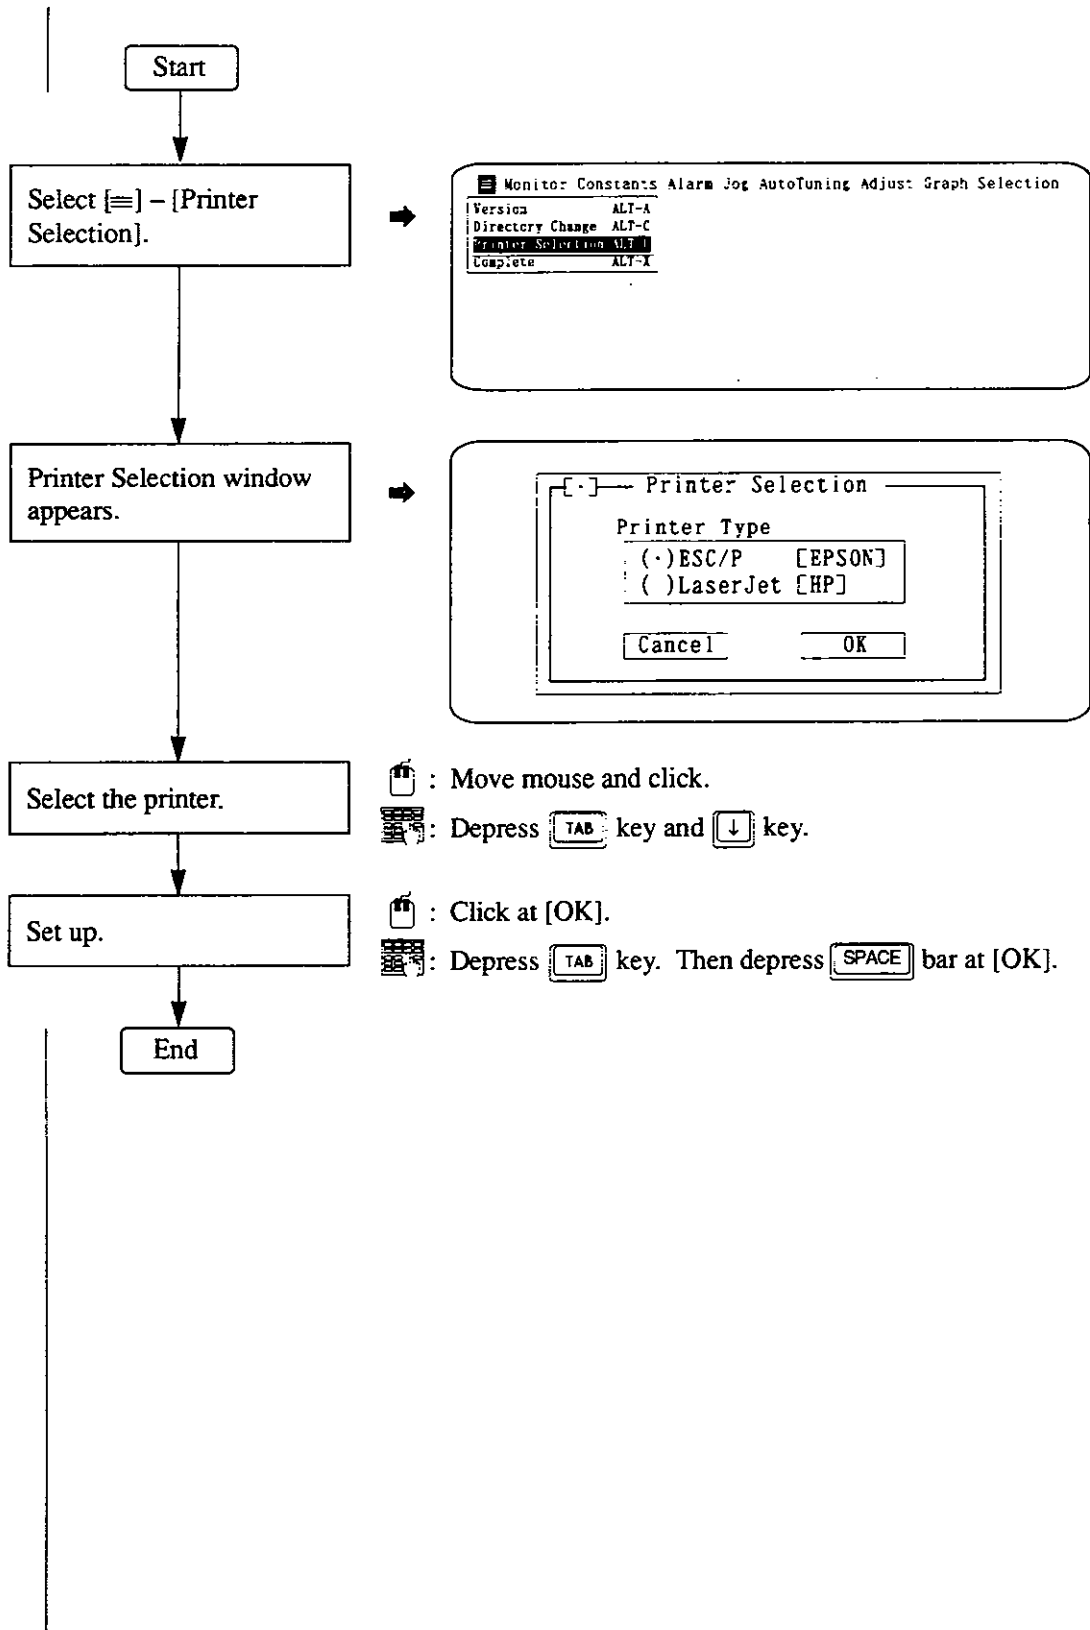 Start
Select [≡] – [Printer
Selection].
≡ Monitor Constants Alarm Jog AutoTuning Adjust Graph Selection
Version ALT-A
Directory Change ALT-C
Printer Selection ALT-
Complete ALT-X
Printer Selection window
appears.
[·] Printer Selection
Printer Type
(·)ESC/P [EPSON]
( )LaserJet [HP]
Cancel OK
Select the printer.
: Move mouse and click.
: Depress TAB key and ↓ key.
Set up.
: Click at [OK].
: Depress TAB key. Then depress SPACE bar at [OK].
End